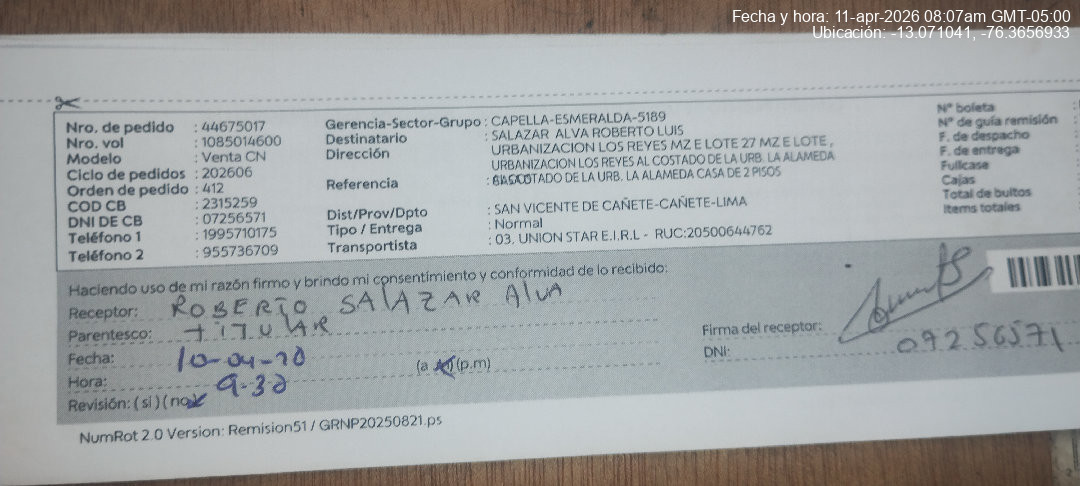 Fecha y hora: 11-apr-2026 08:07am GMT-05:00
Ubicación: -13.071041, -76.3656933
Nro. de pedido : 44675017
Nro. vol : 1085014600
Modelo : Venta CN
Ciclo de pedidos : 202606
Orden de pedido : 412
COD CB : 2315259
DNI DE CB : 07256571
Teléfono 1 : 1995710175
Teléfono 2 : 955736709
Gerencia-Sector-Grupo : CAPELLA-ESMERALDA-5189
Destinatario : SALAZAR ALVA ROBERTO LUIS
Dirección : URBANIZACION LOS REYES MZ E LOTE 27 MZ E LOTE ,
URBANIZACION LOS REYES AL COSTADO DE LA URB. LA ALAMEDA
Referencia : COSTADO DE LA URB. LA ALAMEDA CASA DE 2 PISOS
Dist/Prov/Dpto : SAN VICENTE DE CAÑETE-CAÑETE-LIMA
Tipo / Entrega : Normal
Transportista : 03. UNION STAR E.I.R.L - RUC:20500644762
N° boleta
N° de guía remisión
F. de despacho
F. de entrega
Fullcase
Cajas
Total de bultos
Items totales
Haciendo uso de mi razón firmo y brindo mi consentimiento y conformidad de lo recibido:
Receptor: ROBERTO SALAZAR AlVA
Parentesco: TITULAR
Fecha: 10-04-
Hora: 9-30 (a (p.m)
Revisión: ( si ) ( no
Firma del receptor:
DNI: 09256571
NumRot 2.0 Version: Remision51 / GRNP20250821.ps